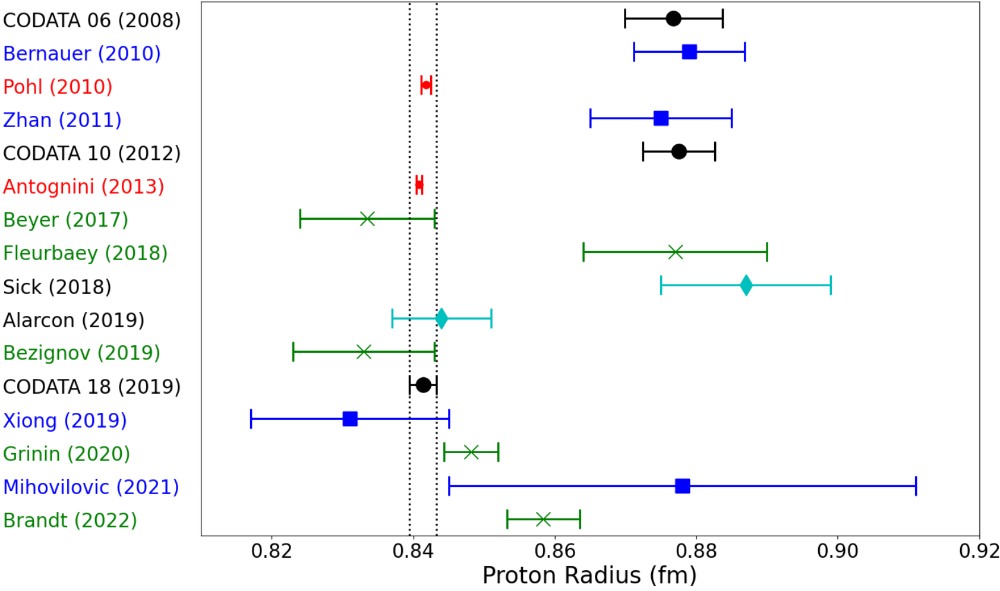 CODATA 06 (2008)
Bernauer (2010)
Pohl (2010)
Zhan (2011)
CODATA 10 (2012)
Antognini (2013)
Beyer (2017)
Fleurbaey (2018)
Sick (2018)
Alarcon (2019)
Bezignov (2019)
CODATA 18 (2019)
Xiong (2019)
Grinin (2020)
Mihovilovic (2021)
Brandt (2022)
0.82 0.84 0.86 0.88 0.90 0.92
Proton Radius (fm)